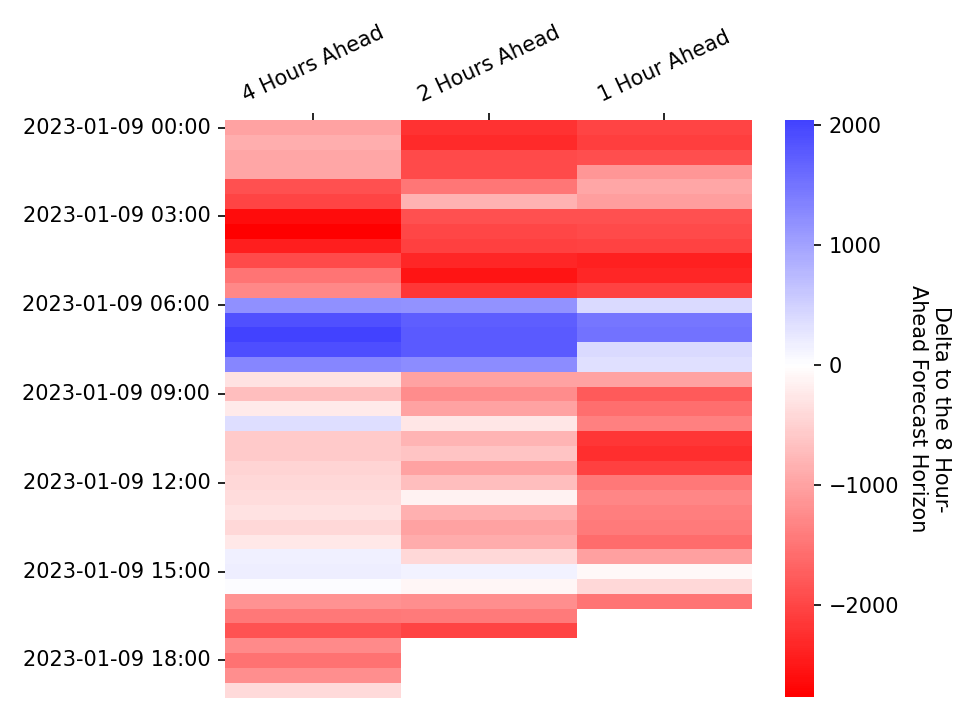 4 Hours Ahead
2 Hours Ahead
1 Hour Ahead
2023-01-09 00:00
2023-01-09 03:00
2023-01-09 06:00
2023-01-09 09:00
2023-01-09 12:00
2023-01-09 15:00
2023-01-09 18:00
2000
1000
0
−1000
−2000
Delta to the 8 Hour-
Ahead Forecast Horizon